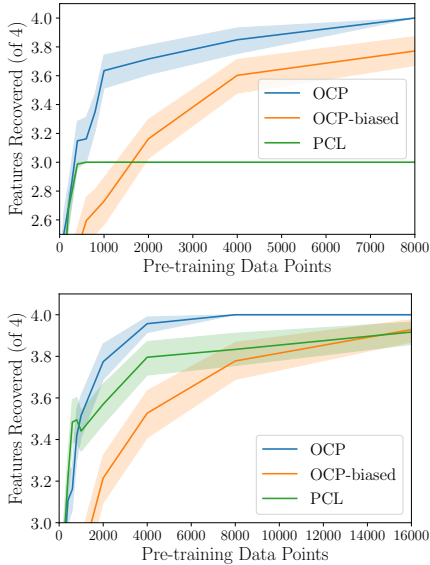 4.0
3.8
3.6
3.4
3.2
3.0
2.8
2.6
Features Recovered (of 4)
OCP
OCP-biased
PCL
0 1000 2000 3000 4000 5000 6000 7000 8000
Pre-training Data Points
4.0
3.8
3.6
3.4
3.2
3.0
Features Recovered (of 4)
OCP
OCP-biased
PCL
0 2000 4000 6000 8000 10000 12000 14000 16000
Pre-training Data Points